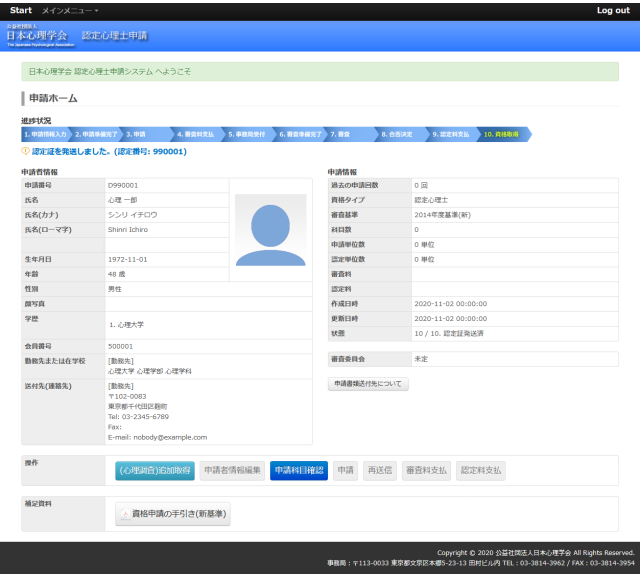 Start メインメニュー Log out
公益社団法人
日本心理学会 認定心理士申請
The Japanese Psychological Association
日本心理学会 認定心理士申請システム へようこそ
申請ホーム
進捗状況
1. 申請情報入力 2. 申請準備完了 3. 申請 4. 審査料支払 5. 事務局受付 6. 審査準備完了 7. 審査 8. 合否決定 9. 認定料支払 10. 資格取得
認定証を発送しました。(認定番号: 990001)
申請者情報
申請番号 D990001
氏名 心理 一郎
氏名(カナ) シンリ イチロウ
氏名(ローマ字) Shinri Ichiro
生年月日 1972-11-01
年齢 48 歳
性別 男性
顔写真
学歴 1. 心理大学
会員番号 500001
勤務先または在学校 [勤務先]
心理大学 心理学部 心理学科
送付先(連絡先) [勤務先]
〒102-0083
東京都千代田区麹町
Tel: 03-2345-6789
Fax:
E-mail: nobody@example.com
申請情報
過去の申請回数 0 回
資格タイプ 認定心理士
審査基準 2014年度基準(新)
科目数 0
申請単位数 0 単位
認定単位数 0 単位
審査料
認定料
作成日時 2020-11-02 00:00:00
更新日時 2020-11-02 00:00:00
状態 10 / 10. 認定証発送済
審査委員会 未定
申請書類送付先について
操作 (心理調査)追加取得 申請者情報編集 申請科目確認 申請 再送信 審査料支払 認定料支払
補足資料 資格申請の手引き(新基準)
Copyright © 2020 公益社団法人日本心理学会 All Rights Reserved.
事務局 : 〒113-0033 東京都文京区本郷5-23-13 田村ビル内 TEL : 03-3814-3962 / FAX : 03-3814-3954